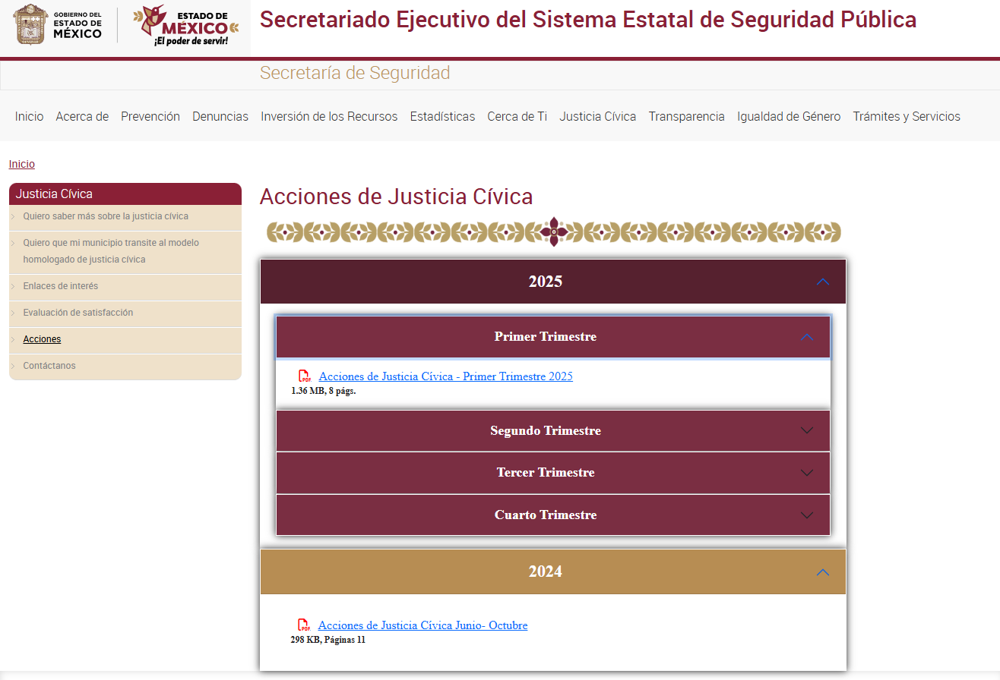 GOBIERNO DEL
ESTADO DE
MÉXICO
ESTADO DE
MÉXICO
¡El poder de servir!
Secretariado Ejecutivo del Sistema Estatal de Seguridad Pública
Secretaría de Seguridad
Inicio Acerca de Prevención Denuncias Inversión de los Recursos Estadísticas Cerca de Ti Justicia Cívica Transparencia Igualdad de Género Trámites y Servicios
Inicio
Justicia Cívica
Quiero saber más sobre la justicia cívica
Quiero que mi municipio transite al modelo
homologado de justicia cívica
Enlaces de interés
Evaluación de satisfacción
Acciones
Contáctanos
Acciones de Justicia Cívica
2025
Primer Trimestre
PDF Acciones de Justicia Cívica - Primer Trimestre 2025
1.36 MB, 8 págs.
Segundo Trimestre
Tercer Trimestre
Cuarto Trimestre
2024
PDF Acciones de Justicia Cívica Junio- Octubre
298 KB, Páginas 11